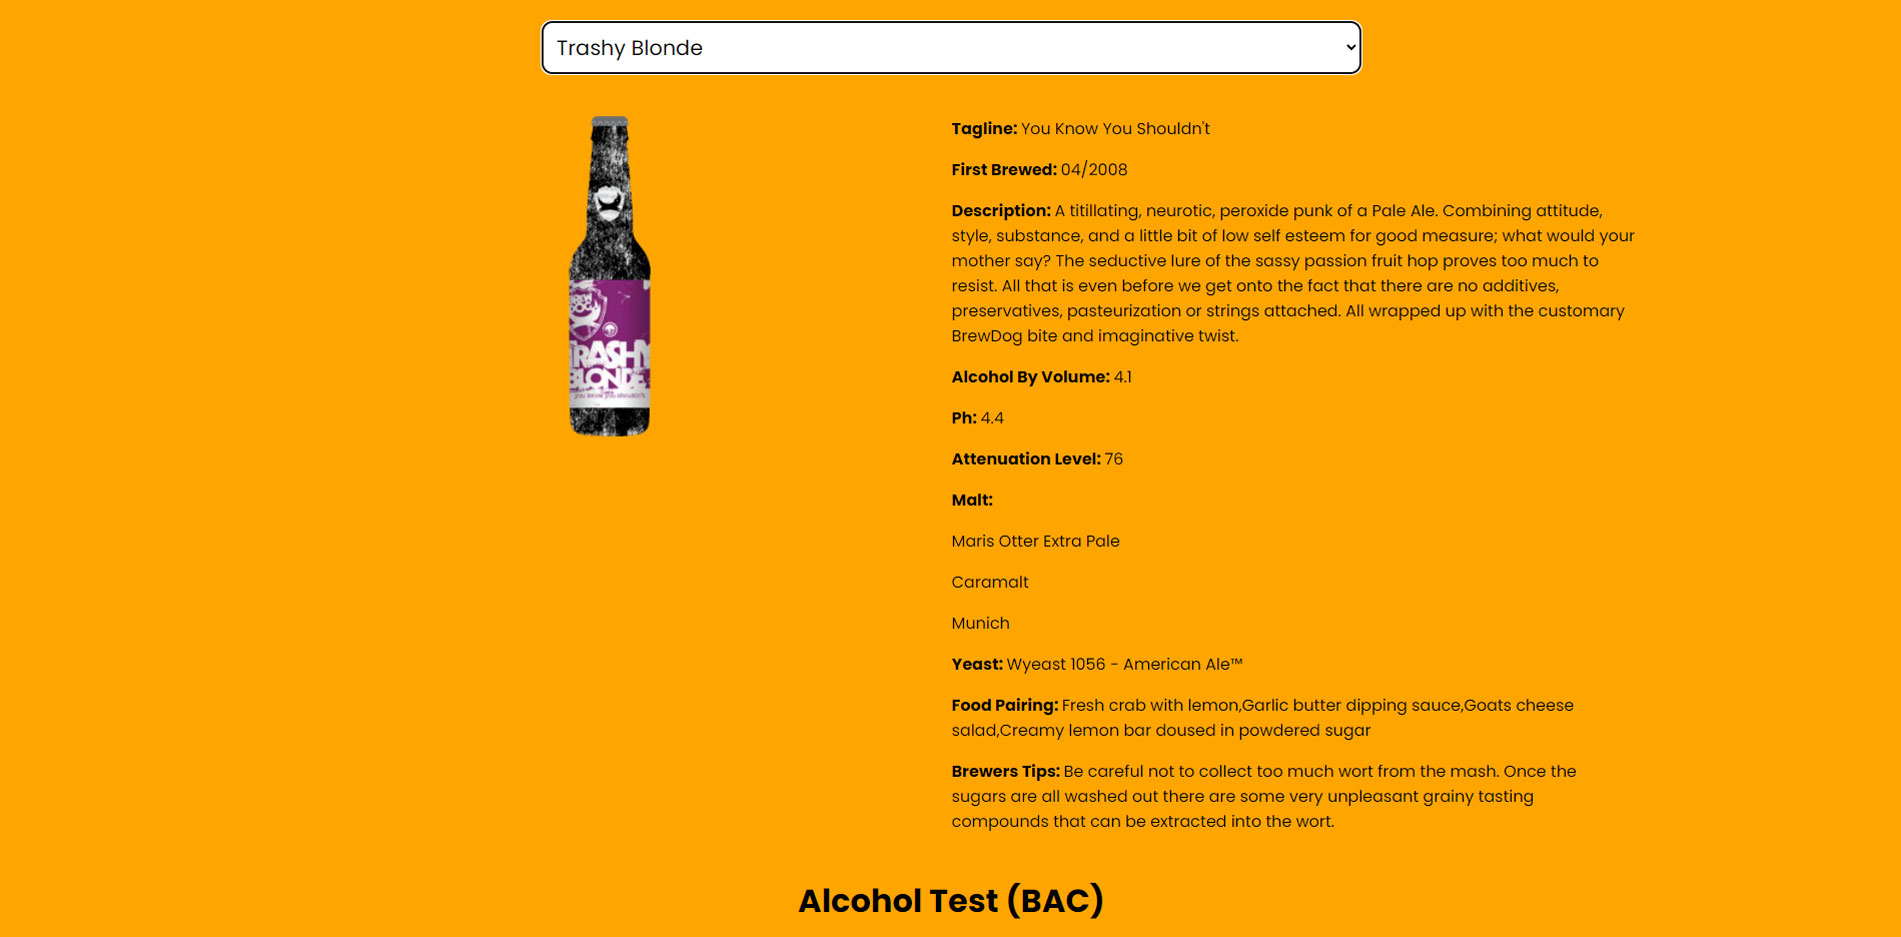 Trashy Blonde
Tagline: You Know You Shouldn't
First Brewed: 04/2008
Description: A titillating, neurotic, peroxide punk of a Pale Ale. Combining attitude,
style, substance, and a little bit of low self esteem for good measure; what would your
mother say? The seductive lure of the sassy passion fruit hop proves too much to
resist. All that is even before we get onto the fact that there are no additives,
preservatives, pasteurization or strings attached. All wrapped up with the customary
BrewDog bite and imaginative twist.
TRASHY
BLONDE
you know you shouldn't
Alcohol By Volume: 4.1
Ph: 4.4
Attenuation Level: 76
Malt:
Maris Otter Extra Pale
Caramalt
Munich
Yeast: Wyeast 1056 - American Ale™
Food Pairing: Fresh crab with lemon,Garlic butter dipping sauce,Goats cheese
salad,Creamy lemon bar doused in powdered sugar
Brewers Tips: Be careful not to collect too much wort from the mash. Once the
sugars are all washed out there are some very unpleasant grainy tasting
compounds that can be extracted into the wort.
Alcohol Test (BAC)